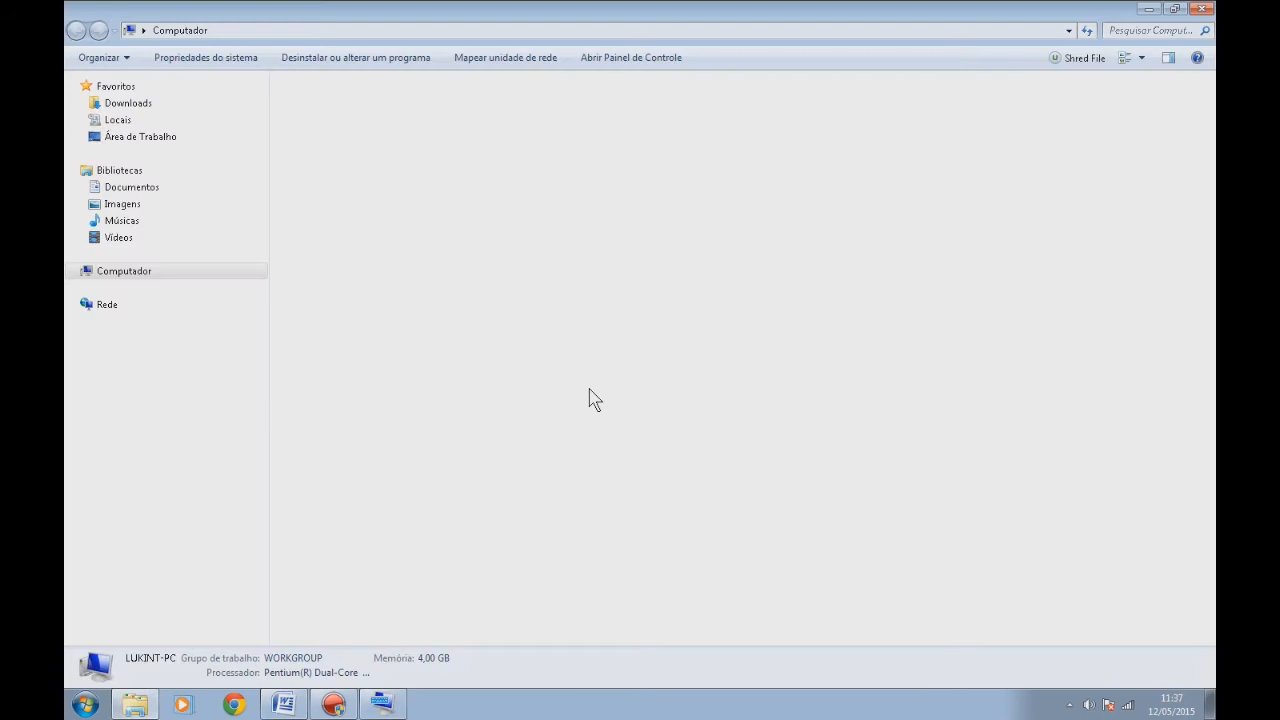 Computador
Pesquisar Comput...
Organizar
Propriedades do sistema
Desinstalar ou alterar um programa
Mapear unidade de rede
Abrir Painel de Controle
Shred File
Favoritos
Downloads
Locais
Área de Trabalho
Bibliotecas
Documentos
Imagens
Músicas
Vídeos
Computador
Rede
LUKINT-PC Grupo de trabalho: WORKGROUP Memória: 4,00 GB
Processador: Pentium(R) Dual-Core ...
11:37
12/05/2015